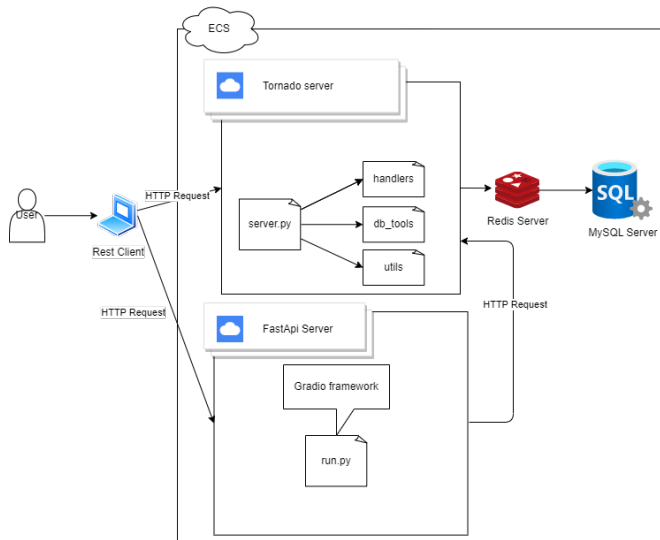 ECS
Tornado server
HTTP Request
handlers
server.py
db_tools
utils
User
Rest Client
Redis Server
SQL
MySQL Server
HTTP Request
HTTP Request
FastApi Server
Gradio framework
run.py